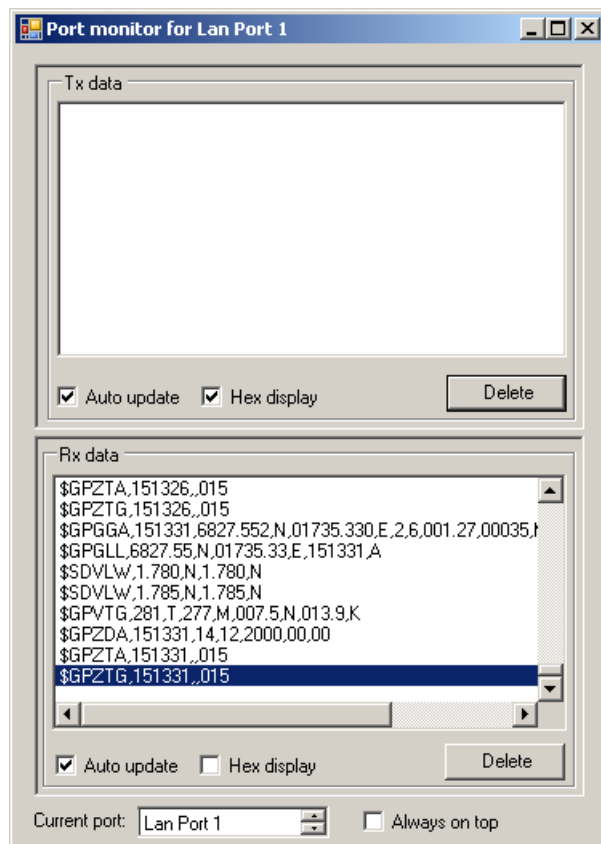 Port monitor for Lan Port 1
Tx data
Auto update Hex display Delete
Rx data
$GPZTA,151326,,015
$GPZTG,151326,,015
$GPGGA,151331,6827.552,N,01735.330,E,2,6,001.27,00035,
$GPGLL,6827.55,N,01735.33,E,151331,A
$SDVLW,1.780,N,1.780,N
$SDVLW,1.785,N,1.785,N
$GPVTG,281,T,277,M,007.5,N,013.9,K
$GPZDA,151331,14,12,2000,00,00
$GPZTA,151331,,015
$GPZTG,151331,,015
Auto update Hex display Delete
Current port: Lan Port 1 Always on top